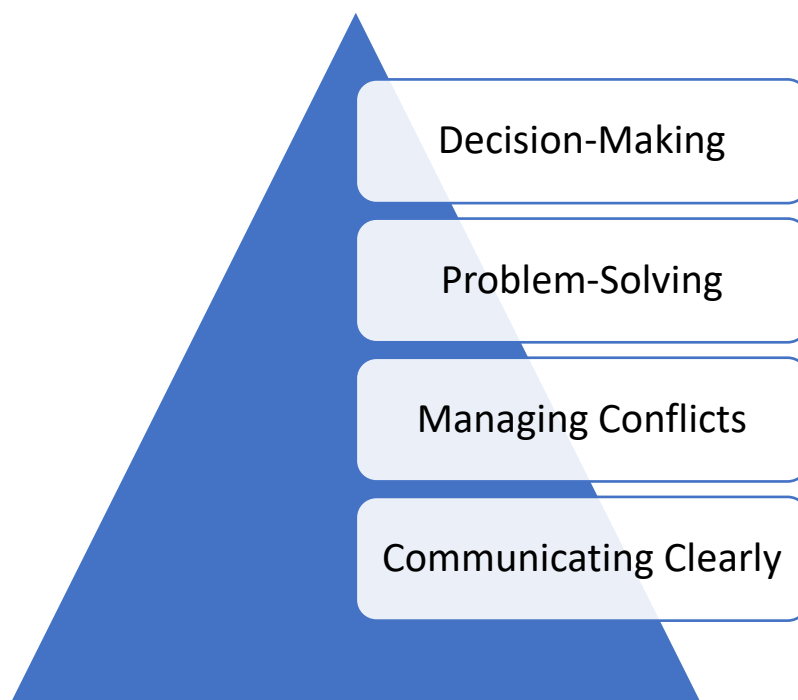 Decision-Making
Problem-Solving
Managing Conflicts
Communicating Clearly